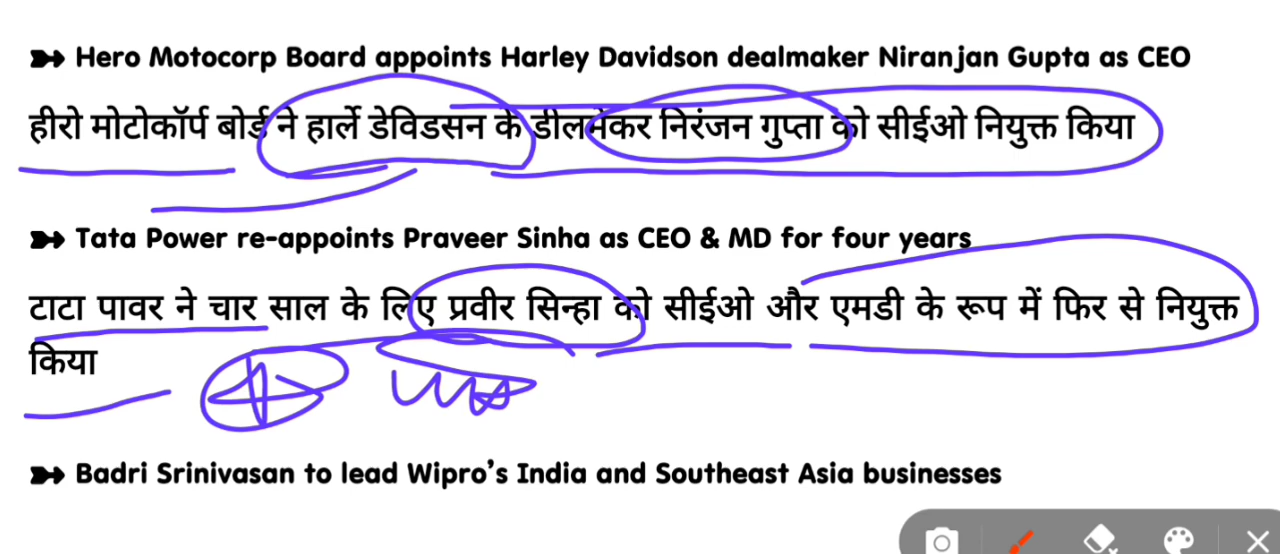 Hero Motocorp Board appoints Harley Davidson dealmaker Niranjan Gupta as CEO
हीरो मोटोकॉर्प बोर्ड ने हार्ले डेविडसन के डीलमेकर निरंजन गुप्ता को सीईओ नियुक्त किया
Tata Power re-appoints Praveer Sinha as CEO & MD for four years
टाटा पावर ने चार साल के लिए प्रवीर सिन्हा को सीईओ और एमडी के रूप में फिर से नियुक्त
किया
Badri Srinivasan to lead Wipro's India and Southeast Asia businesses